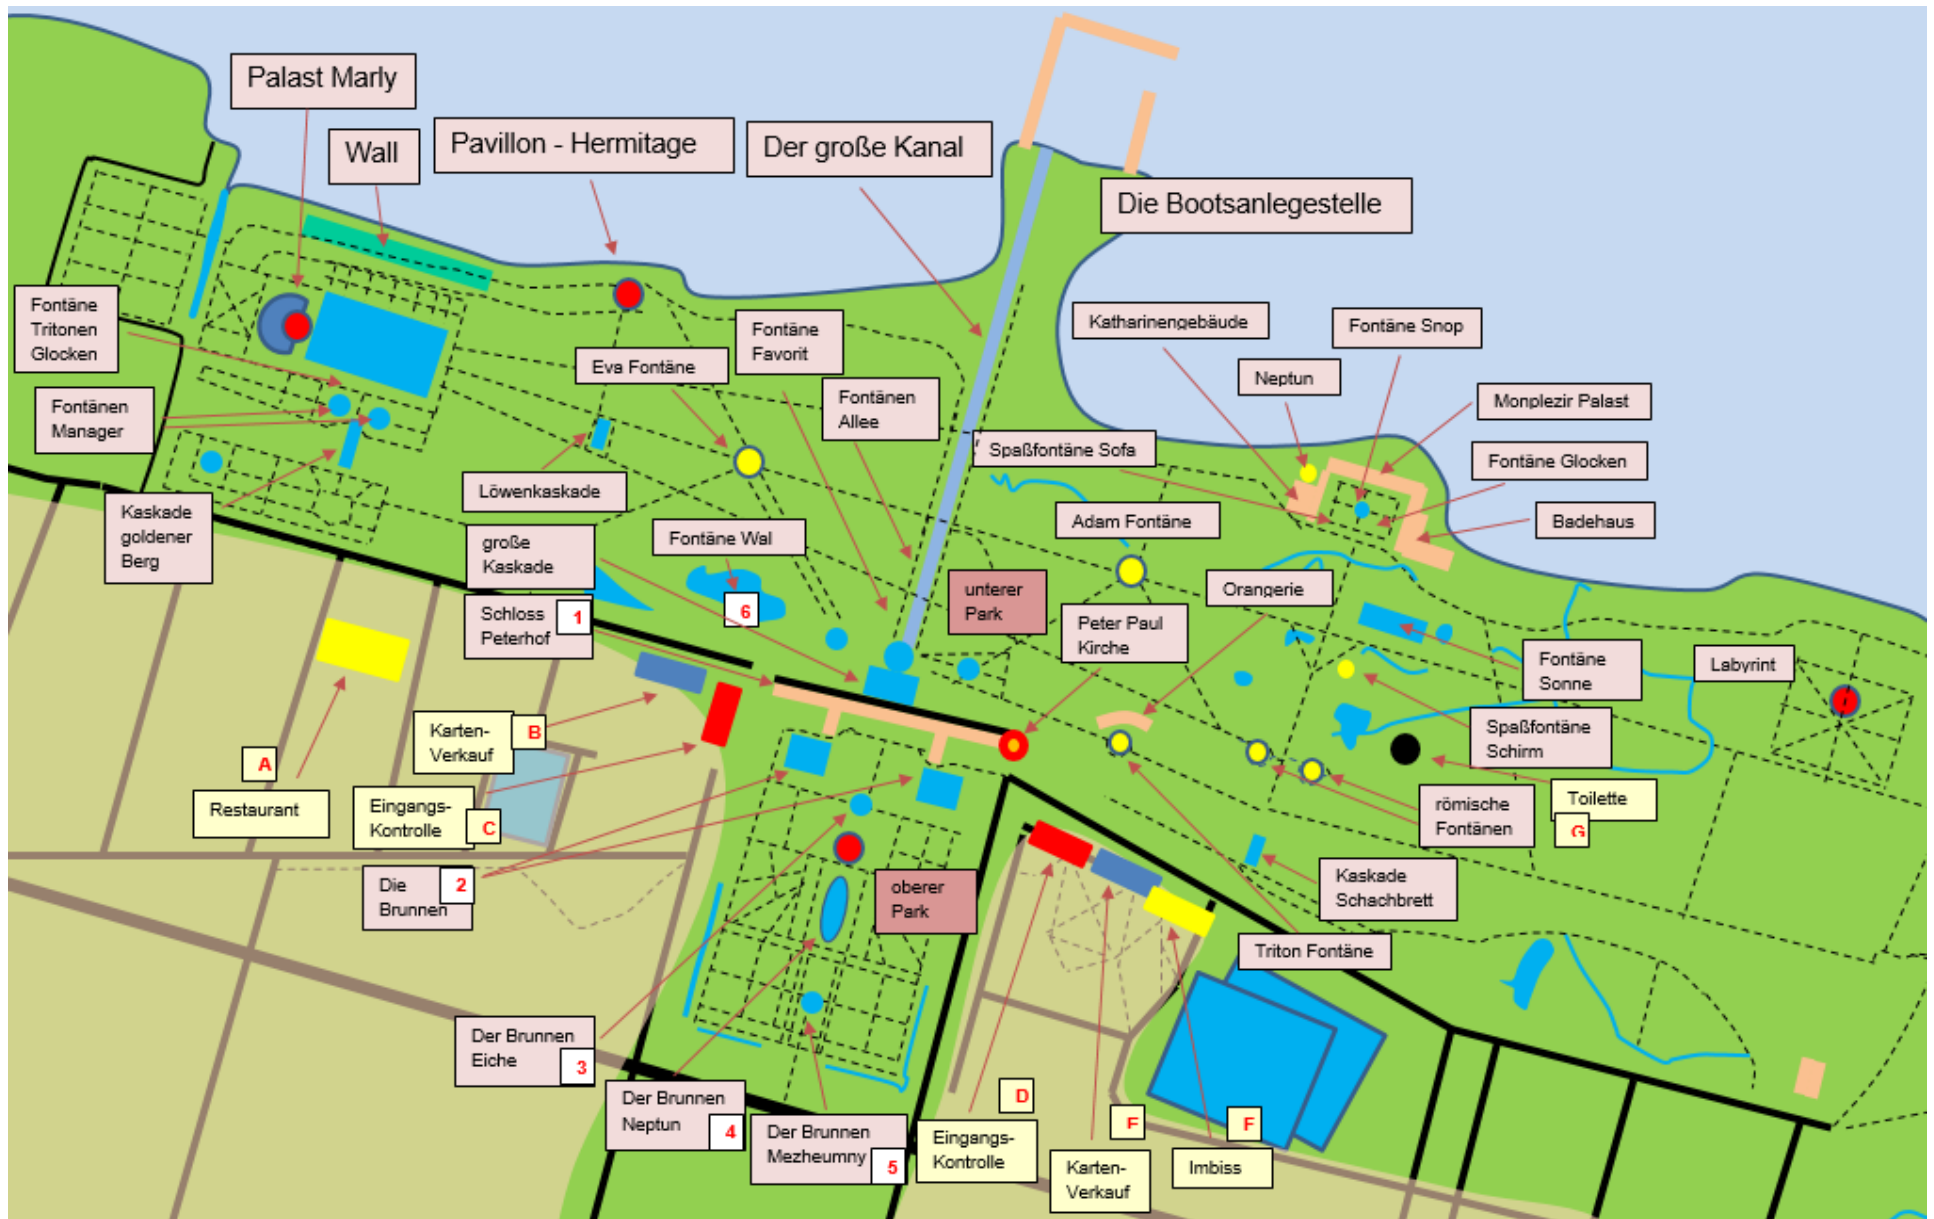 Palast Marly
Wall
Pavillon - Hermitage
Der große Kanal
Die Bootsanlegestelle
Fontäne
Tritonen
Glocken
Fontänen
Manager
Kaskade
goldener
Berg
Eva Fontäne
Fontäne
Favorit
Fontänen
Allee
Löwenkaskade
große
Kaskade
Fontäne Wal
6
Schloss
Peterhof
1
Katharinengebäude
Fontäne Snop
Neptun
Monplezir Palast
Spaßfontäne Sofa
Fontäne Glocken
Adam Fontäne
Badehaus
unterer
Park
Orangerie
Peter Paul
Kirche
Fontäne
Sonne
Labyrint
Spaßfontäne
Schirm
Toilette
G
römische
Fontänen
Kaskade
Schachbrett
Triton Fontäne
Karten-
Verkauf
B
A
Restaurant
Eingangs-
Kontrolle
C
Die
Brunnen
2
oberer
Park
Der Brunnen
Eiche
3
Der Brunnen
Neptun
4
Der Brunnen
Mezheumny
5
D
Eingangs-
Kontrolle
F
Karten-
Verkauf
F
Imbiss